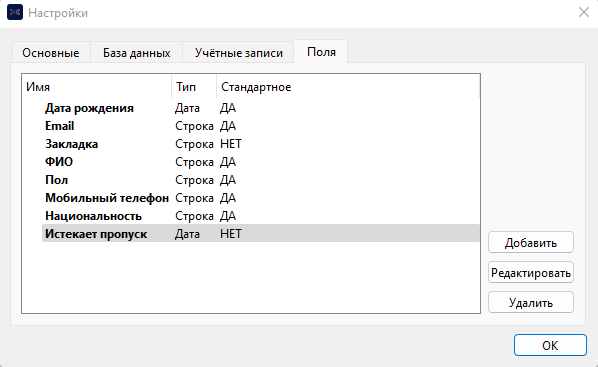 Настройки
Основные База данных Учётные записи Поля
Имя Тип Стандартное
Дата рождения Дата ДА
Email Строка ДА
Закладка Строка НЕТ
ФИО Строка ДА
Пол Строка ДА
Мобильный телефон Строка ДА
Национальность Строка ДА
Истекает пропуск Дата НЕТ
Добавить
Редактировать
Удалить
ОК